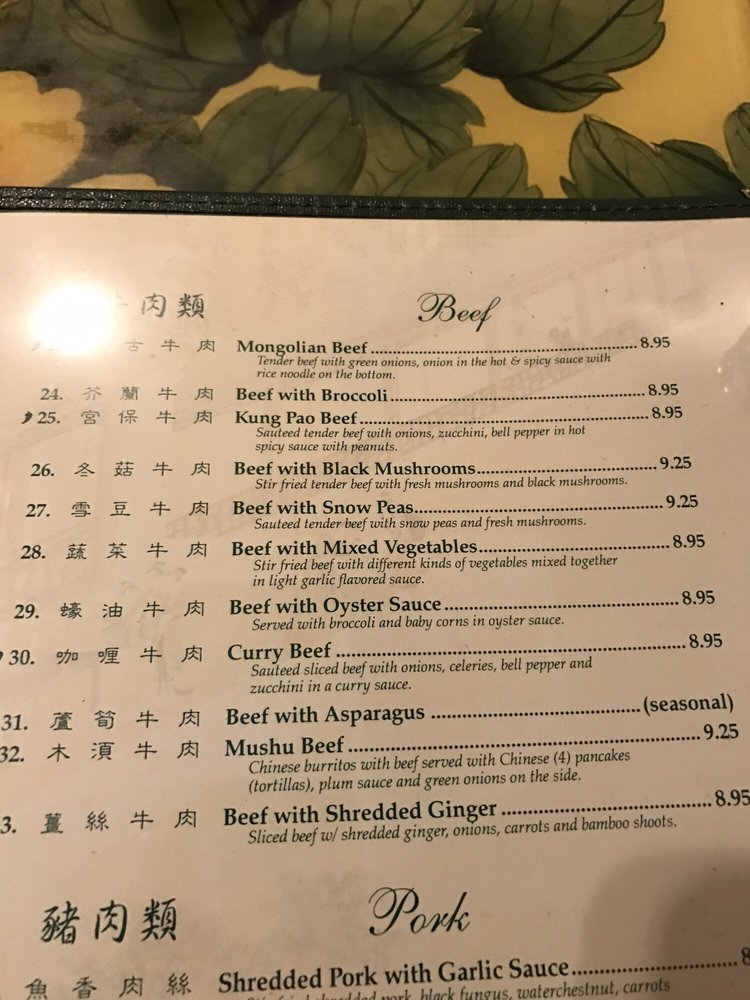 肉類 Beef
古牛肉 Mongolian Beef 8.95
Tender beef with green onions, onion in the hot & spicy sauce with
rice noodle on the bottom.
24. 芥蘭牛肉 Beef with Broccoli 8.95
25. 宮保牛肉 Kung Pao Beef 8.95
Sauteed tender beef with onions, zucchini, bell pepper in hot
spicy sauce with peanuts.
26. 冬菇牛肉 Beef with Black Mushrooms 9.25
Stir fried tender beef with fresh mushrooms and black mushrooms.
27. 雪豆牛肉 Beef with Snow Peas 9.25
Sauteed tender beef with snow peas and fresh mushrooms.
28. 蔬菜牛肉 Beef with Mixed Vegetables 8.95
Stir fried beef with different kinds of vegetables mixed together
in light garlic flavored sauce.
29. 蠔油牛肉 Beef with Oyster Sauce 8.95
Served with broccoli and baby corns in oyster sauce.
30. 咖喱牛肉 Curry Beef 8.95
Sauteed sliced beef with onions, celeries, bell pepper and
zucchini in a curry sauce.
31. 蘆筍牛肉 Beef with Asparagus (seasonal)
32. 木湏牛肉 Mushu Beef 9.25
Chinese burritos with beef served with Chinese (4) pancakes
(tortillas), plum sauce and green onions on the side.
3. 薑絲牛肉 Beef with Shredded Ginger 8.95
Sliced beef w/ shredded ginger, onions, carrots and bamboo shoots.
豬肉類 Pork
魚香肉絲 Shredded Pork with Garlic Sauce
Stir fried shredded pork, black fungus, waterchestnut, carrots